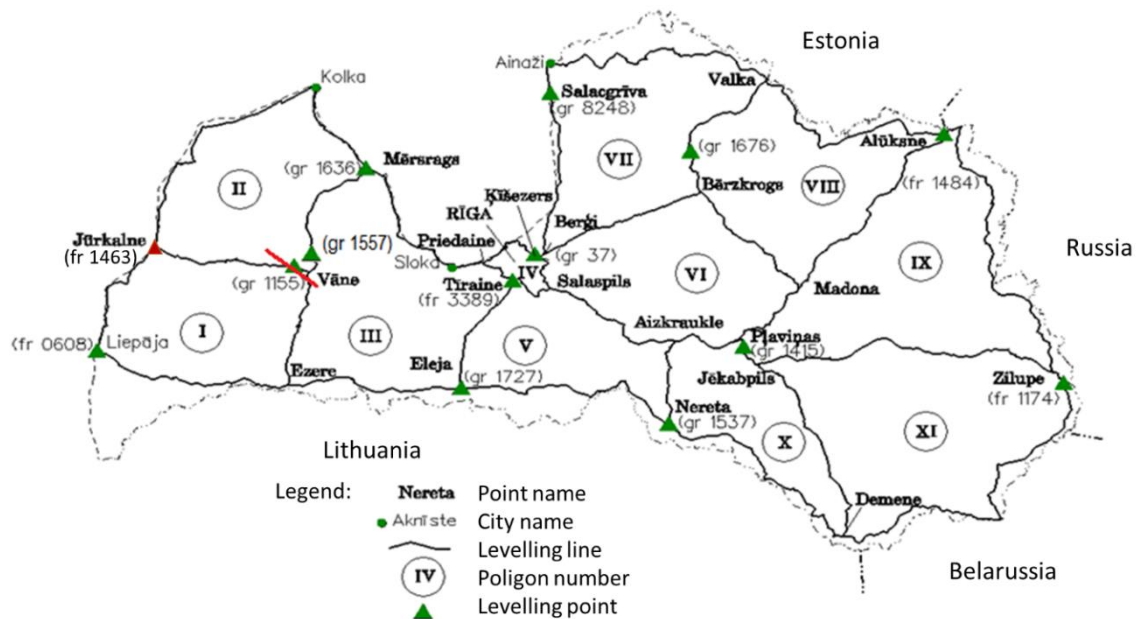 Estonia
Ainaži
Kolka
Valka
Salacgrīva
(gr 8248)
(gr 1676)
Alūksne
(fr 1484)
Mērsrags
(gr 1636)
VII
II
VIII
Bērzkrogs
Ķīšezers
RĪGA
Berģi
Jūrkalne
(fr 1463)
(gr 1557)
Priedaine
(gr 37)
Russia
Sloka
IX
(gr 1155)
Vāne
IV
VI
Tīraine
(fr 3389)
Salaspils
Madona
I
III
Aizkraukle
(fr 0608)
Liepāja
V
Pļaviņas
(gr 1415)
Ezere
Eleja
(gr 1727)
Jēkabpils
Zilupe
(fr 1174)
Nereta
(gr 1537)
X
XI
Lithuania
Demene
Legend:
Nereta Point name
Aknīste City name
Levelling line
IV Poligon number
Levelling point
Belarussia